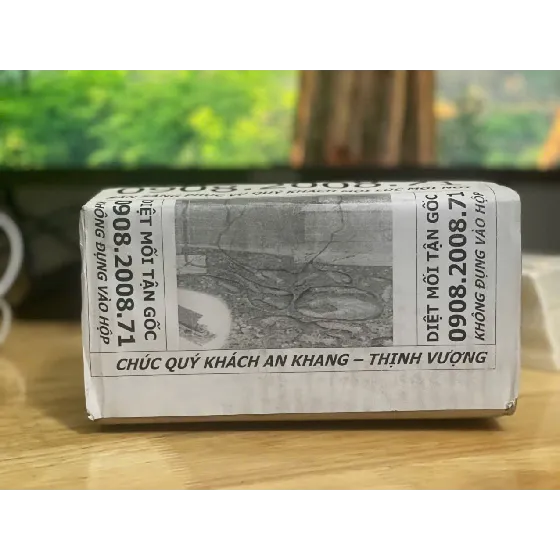 0908.2008.71
DIỆT MỐI TẬN GỐC
0908.2008.71
KHÔNG ĐỤNG VÀO HỘP
DIỆT MỐI TẬN GỐC
0908.2008.71
KHÔNG ĐỤNG VÀO HỘP
CHÚC QUÝ KHÁCH AN KHANG – THỊNH VƯỢNG